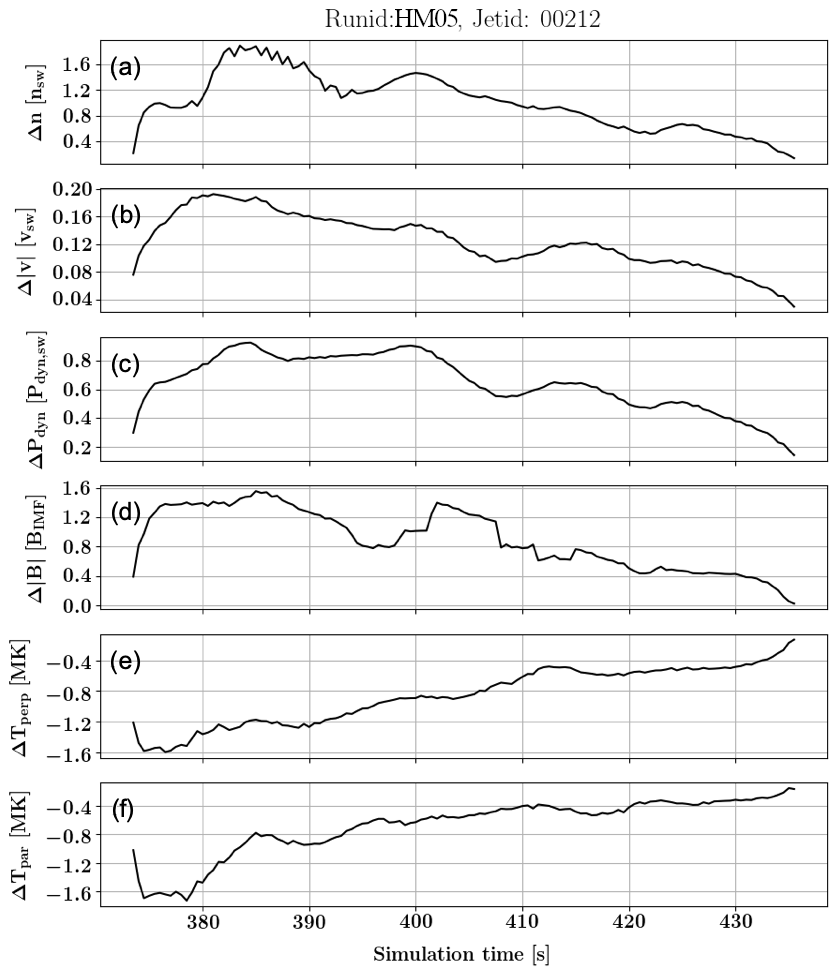 Runid:HM05, Jetid: 00212
(a)
Δn [n_sw]
1.6
1.2
0.8
0.4
(b)
Δ|v| [v_sw]
0.20
0.16
0.12
0.08
0.04
(c)
ΔP_dyn [P_dyn,sw]
0.8
0.6
0.4
0.2
(d)
Δ|B| [B_IMF]
1.6
1.2
0.8
0.4
0.0
(e)
ΔT_perp [MK]
−0.4
−0.8
−1.2
−1.6
(f)
ΔT_par [MK]
−0.4
−0.8
−1.2
−1.6
380 390 400 410 420 430
Simulation time [s]